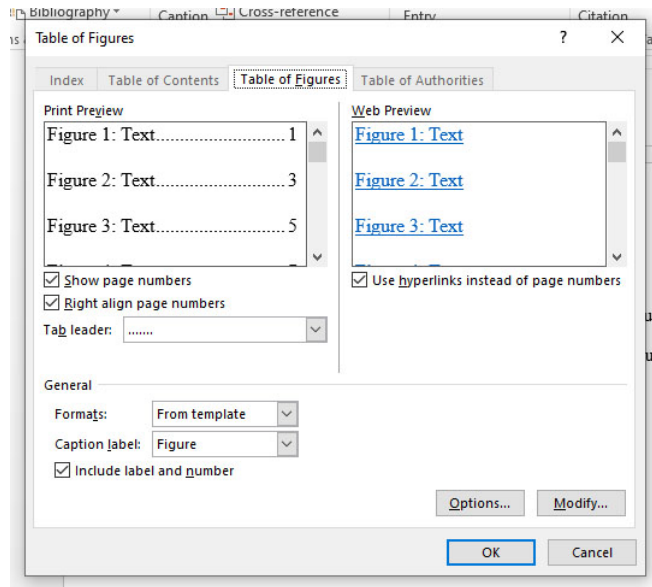 Bibliography
Caption
Cross-reference
Entry
Citation
Table of Figures
?
Index
Table of Contents
Table of Figures
Table of Authorities
Print Preview
Web Preview
Figure 1: Text..............................1
Figure 2: Text..............................3
Figure 3: Text..............................5
Figure 1: Text
Figure 2: Text
Figure 3: Text
Show page numbers
Right align page numbers
Use hyperlinks instead of page numbers
Tab leader: .......
General
Formats: From template
Caption label: Figure
Include label and number
Options...
Modify...
OK
Cancel